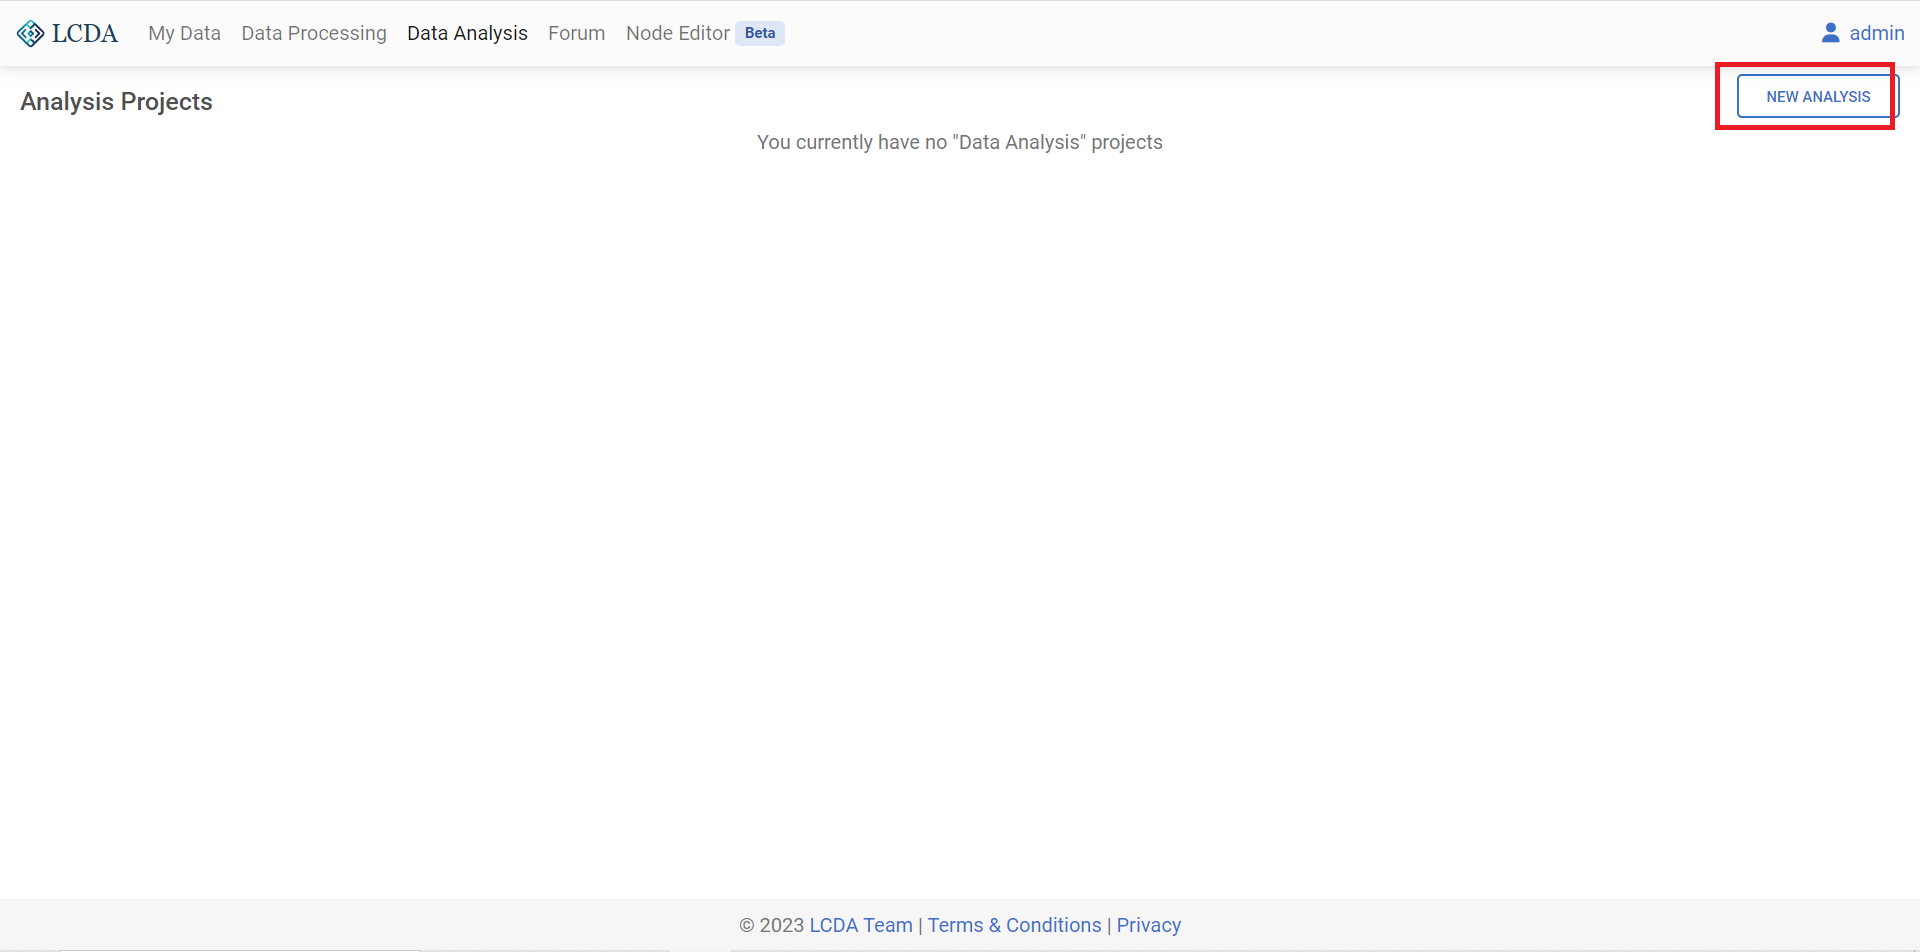 LCDA My Data Data Processing Data Analysis Forum Node Editor Beta admin
Analysis Projects NEW ANALYSIS
You currently have no "Data Analysis" projects
© 2023 LCDA Team | Terms & Conditions | Privacy